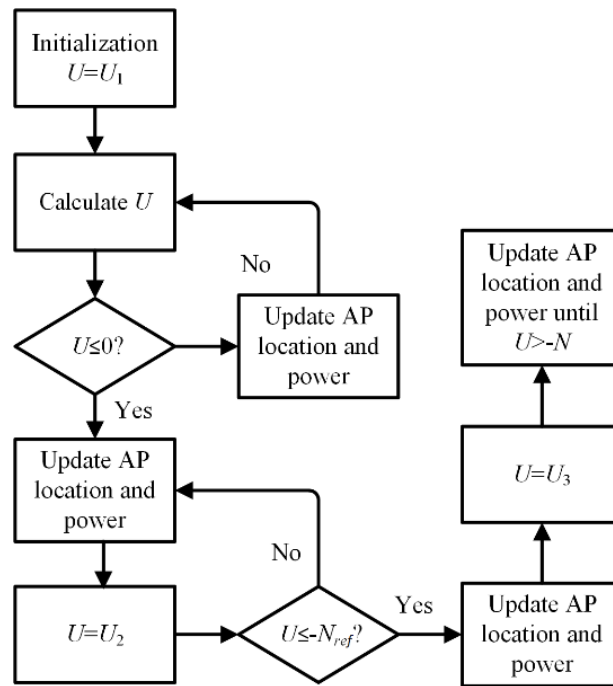 Initialization
U=U₁
Calculate U
No
U≤0?
Update AP
location and
power
Yes
Update AP
location and
power
U=U₂
No
U≤-Nref?
Yes
Update AP
location and
power
U=U₃
Update AP
location and
power until
U>-N